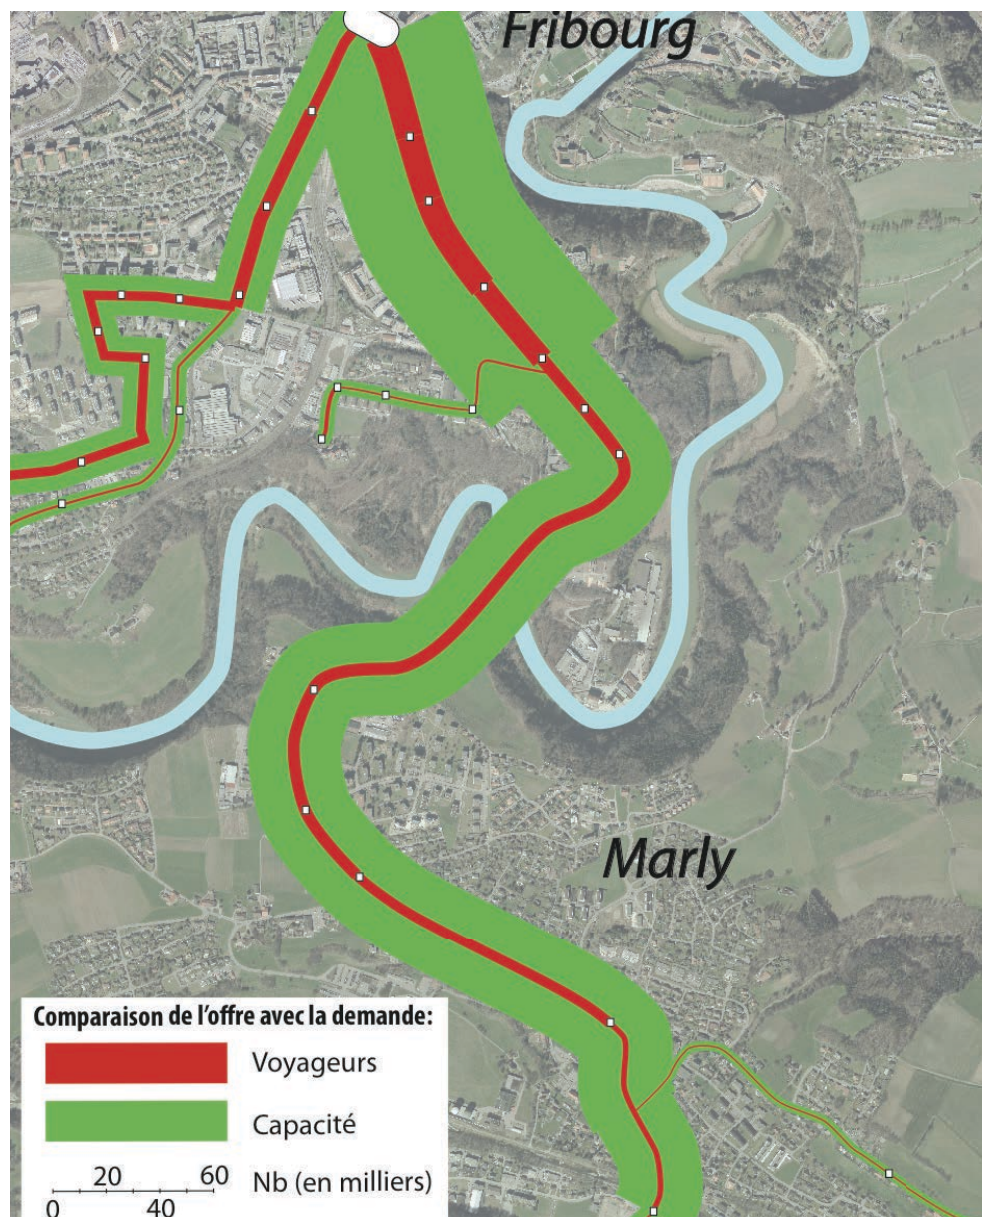 Fribourg
Marly
Comparaison de l'offre avec la demande:
Voyageurs
Capacité
20 60
Nb (en milliers)
0 40